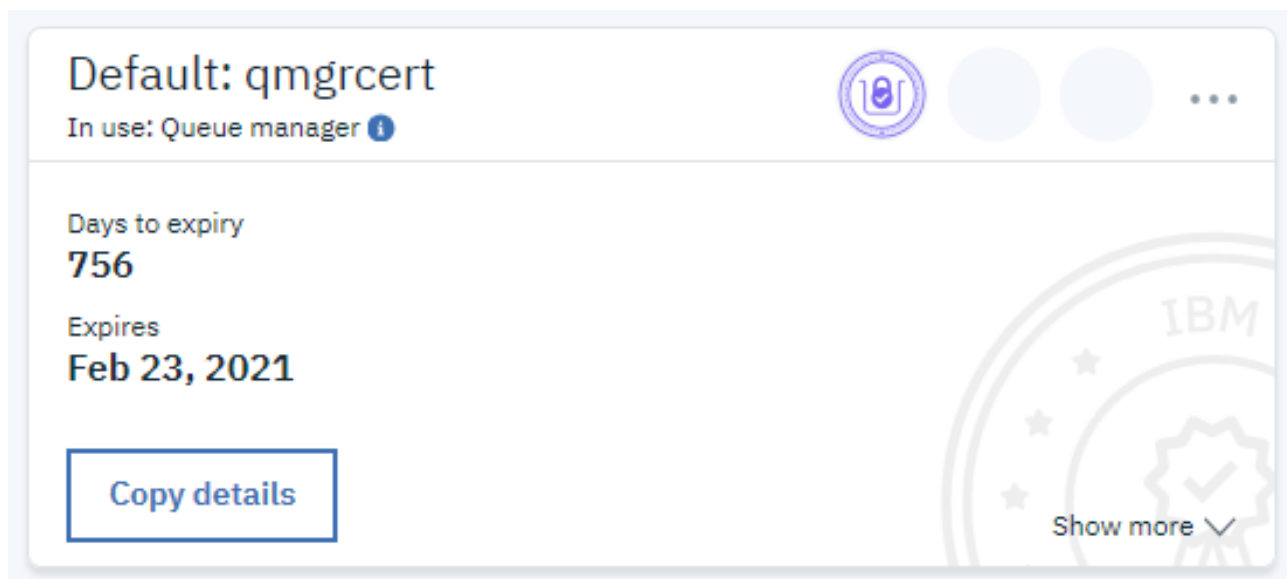 Default: qmgrcert
In use: Queue manager
Days to expiry
756
Expires
Feb 23, 2021
IBM
Copy details
Show more